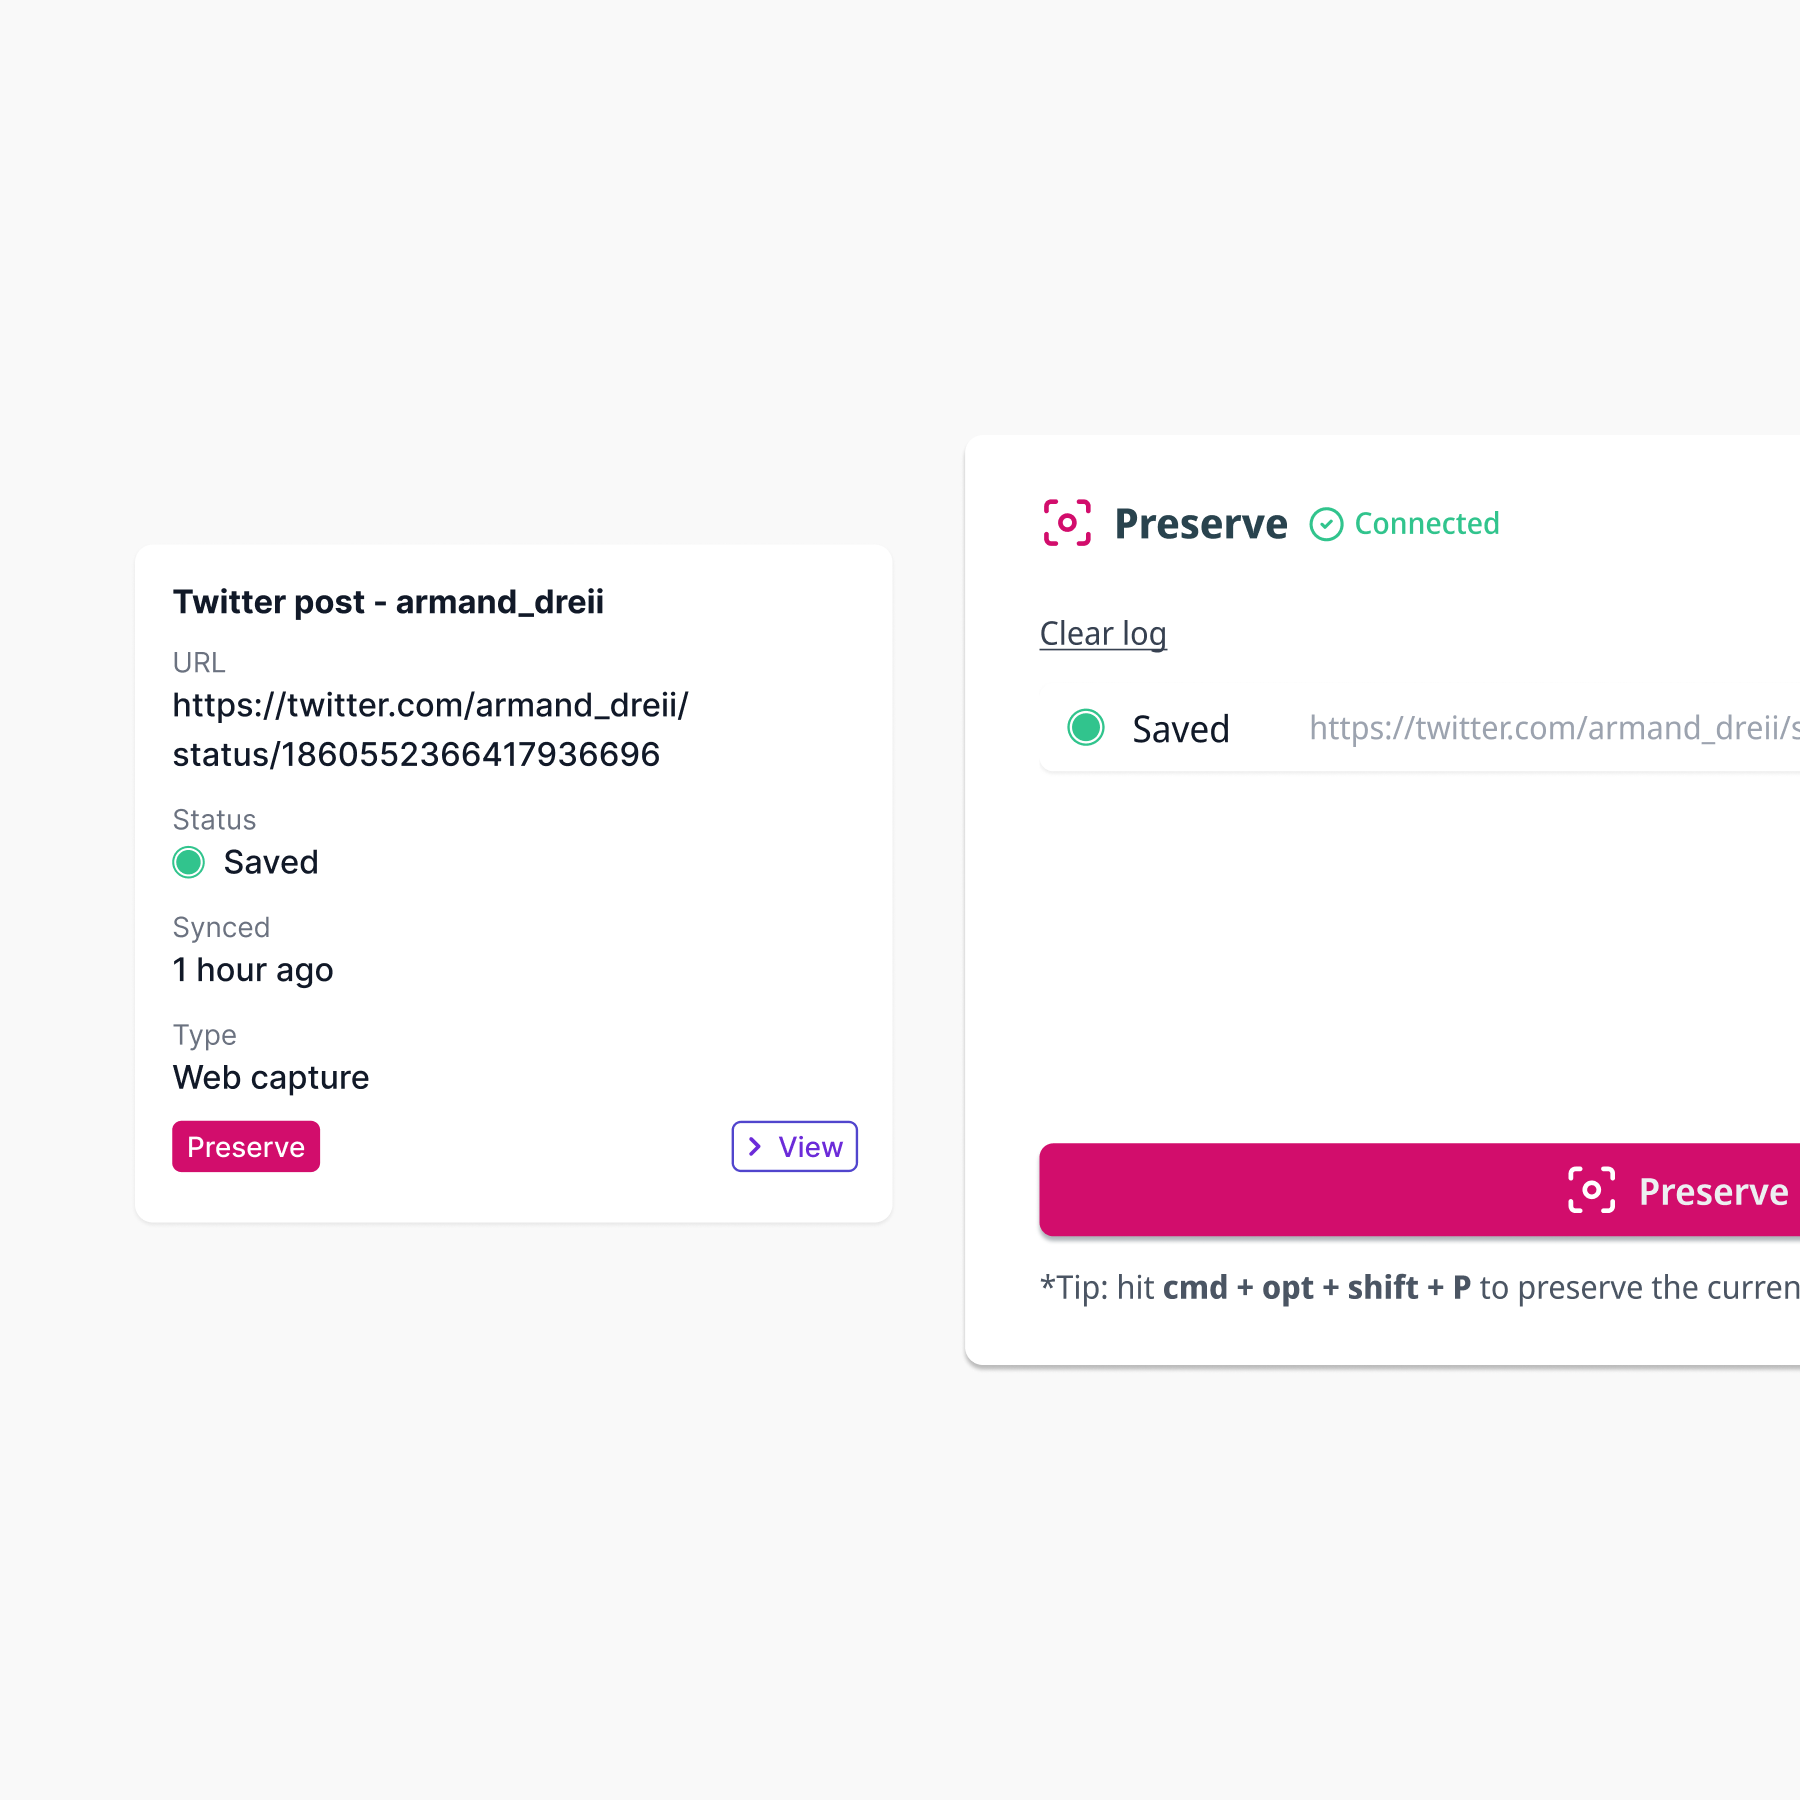 Twitter post - armand_dreii
URL
https://twitter.com/armand_dreii/
status/1860552366417936696
Status
Saved
Synced
1 hour ago
Type
Web capture
Preserve
View
Preserve
Connected
Clear log
Saved
https://twitter.com/armand_dreii/s
Preserve
*Tip: hit cmd + opt + shift + P to preserve the curren